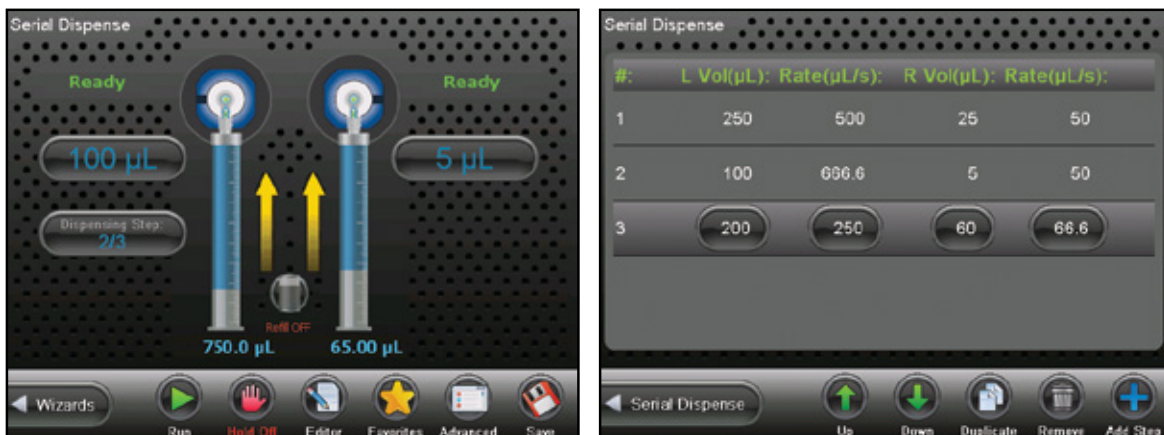 Serial Dispense
Ready
Ready
100 µL
5 µL
Dispensing Step:
2/3
Refill OFF
750.0 µL
65.00 µL
Wizards
Run
Hold Off
Editor
Favorites
Advanced
Save
Serial Dispense
#: L Vol(µL): Rate(µL/s): R Vol(µL): Rate(µL/s):
1 250 500 25 50
2 100 666.6 5 50
3 200 250 60 66.6
Serial Dispense
Up
Down
Duplicate
Remove
Add Step